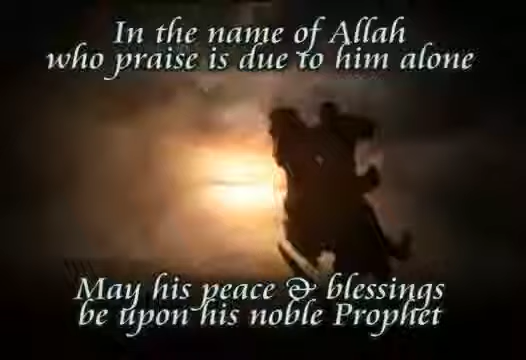 In the name of Allah
who praise is due to him alone
May his peace & blessings
be upon his noble Prophet